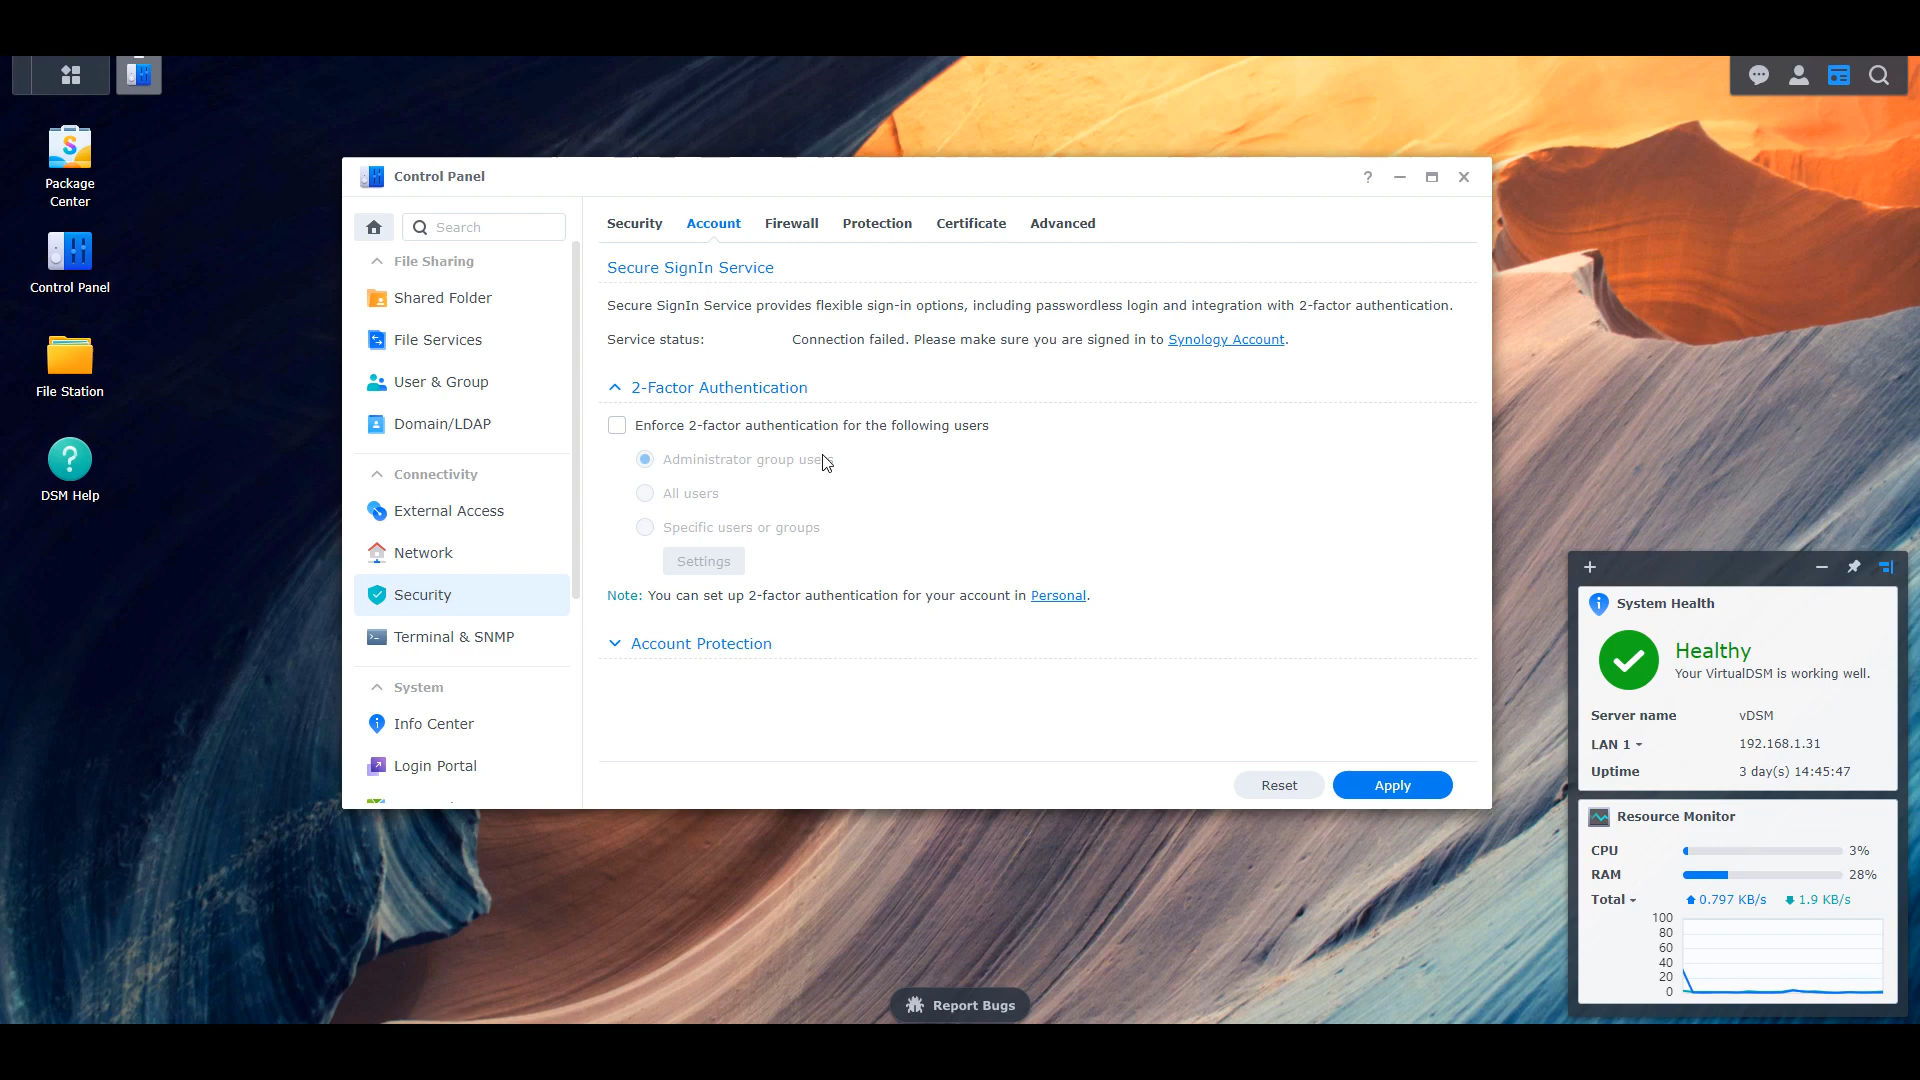 Package
Center
Control Panel
File Station
DSM Help
Control Panel
Search
File Sharing
Shared Folder
File Services
User & Group
Domain/LDAP
Connectivity
External Access
Network
Security
Terminal & SNMP
System
Info Center
Login Portal
Security Account Firewall Protection Certificate Advanced
Secure SignIn Service
Secure SignIn Service provides flexible sign-in options, including passwordless login and integration with 2-factor authentication.
Service status: Connection failed. Please make sure you are signed in to Synology Account.
2-Factor Authentication
Enforce 2-factor authentication for the following users
Administrator group users
All users
Specific users or groups
Settings
Note: You can set up 2-factor authentication for your account in Personal.
Account Protection
Reset Apply
System Health
Healthy
Your VirtualDSM is working well.
Server name vDSM
LAN 1 192.168.1.31
Uptime 3 day(s) 14:45:47
Resource Monitor
CPU 3%
RAM 28%
Total 0.797 KB/s 1.9 KB/s
100
80
60
40
20
0
Report Bugs